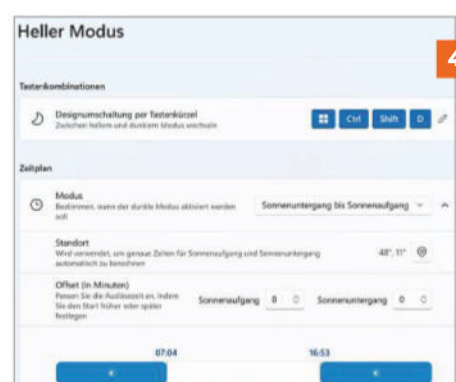 Heller Modus
4
Tastenkombinationen
Designumschaltung per Tastenkürzel
Zwischen hellem und dunklem Modus wechseln
Ctrl Shift D
Zeitplan
Modus
Bestimmen, wann der dunkle Modus aktiviert werden
soll
Sonnenuntergang bis Sonnenaufgang
Standort
Wird verwendet, um genaue Zeiten für Sonnenaufgang und Sonnenuntergang
automatisch zu berechnen
48°, 11°
Offset (in Minuten)
Passen Sie die Auslösezeit an, indem
Sie den Start früher oder später
festlegen
Sonnenaufgang 0
Sonnenuntergang 0
07:04 16:53